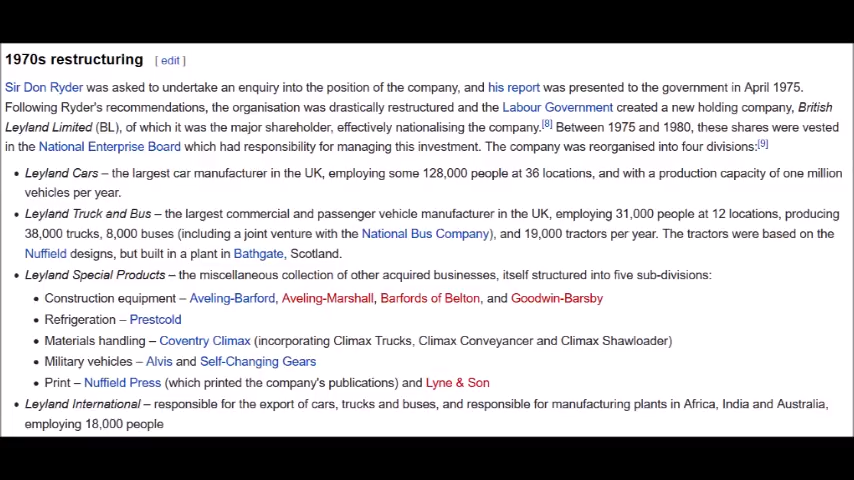 1970s restructuring [ edit ]
Sir Don Ryder was asked to undertake an enquiry into the position of the company, and his report was presented to the government in April 1975.
Following Ryder's recommendations, the organisation was drastically restructured and the Labour Government created a new holding company, British
Leyland Limited (BL), of which it was the major shareholder, effectively nationalising the company.[8] Between 1975 and 1980, these shares were vested
in the National Enterprise Board which had responsibility for managing this investment. The company was reorganised into four divisions:[9]
• Leyland Cars – the largest car manufacturer in the UK, employing some 128,000 people at 36 locations, and with a production capacity of one million
vehicles per year.
• Leyland Truck and Bus – the largest commercial and passenger vehicle manufacturer in the UK, employing 31,000 people at 12 locations, producing
38,000 trucks, 8,000 buses (including a joint venture with the National Bus Company), and 19,000 tractors per year. The tractors were based on the
Nuffield designs, but built in a plant in Bathgate, Scotland.
• Leyland Special Products – the miscellaneous collection of other acquired businesses, itself structured into five sub-divisions:
• Construction equipment – Aveling-Barford, Aveling-Marshall, Barfords of Belton, and Goodwin-Barsby
• Refrigeration – Prestcold
• Materials handling – Coventry Climax (incorporating Climax Trucks, Climax Conveyancer and Climax Shawloader)
• Military vehicles – Alvis and Self-Changing Gears
• Print – Nuffield Press (which printed the company's publications) and Lyne & Son
• Leyland International – responsible for the export of cars, trucks and buses, and responsible for manufacturing plants in Africa, India and Australia,
employing 18,000 people